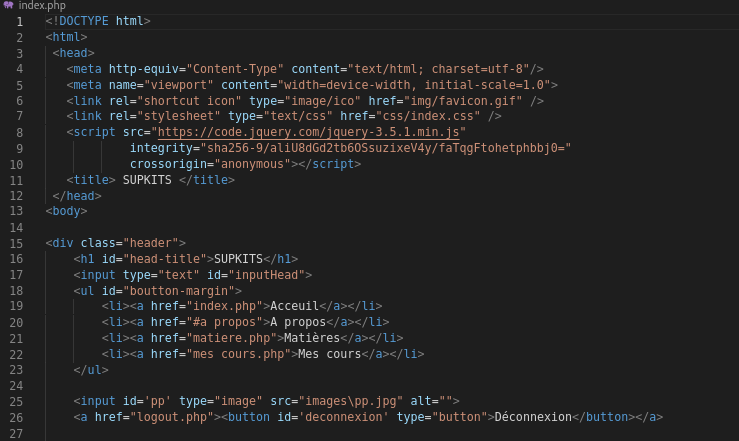 index.php
1 <!DOCTYPE html>
2 <html>
3 <head>
4 <meta http-equiv="Content-Type" content="text/html; charset=utf-8"/>
5 <meta name="viewport" content="width=device-width, initial-scale=1.0">
6 <link rel="shortcut icon" type="image/ico" href="img/favicon.gif" />
7 <link rel="stylesheet" type="text/css" href="css/index.css" />
8 <script src="https://code.jquery.com/jquery-3.5.1.min.js"
9 integrity="sha256-9/aliU8dGd2tb6OSsuzixeV4y/faTqgFtohetphbbj0="
10 crossorigin="anonymous"></script>
11 <title> SUPKITS </title>
12 </head>
13 <body>
14
15 <div class="header">
16 <h1 id="head-title">SUPKITS</h1>
17 <input type="text" id="inputHead">
18 <ul id="boutton-margin">
19 <li><a href="index.php">Acceuil</a></li>
20 <li><a href="#a propos">A propos</a></li>
21 <li><a href="matiere.php">Matières</a></li>
22 <li><a href="mes cours.php">Mes cours</a></li>
23 </ul>
24
25 <input id='pp' type="image" src="images\pp.jpg" alt="">
26 <a href="logout.php"><button id='deconnexion' type="button">Déconnexion</button></a>
27